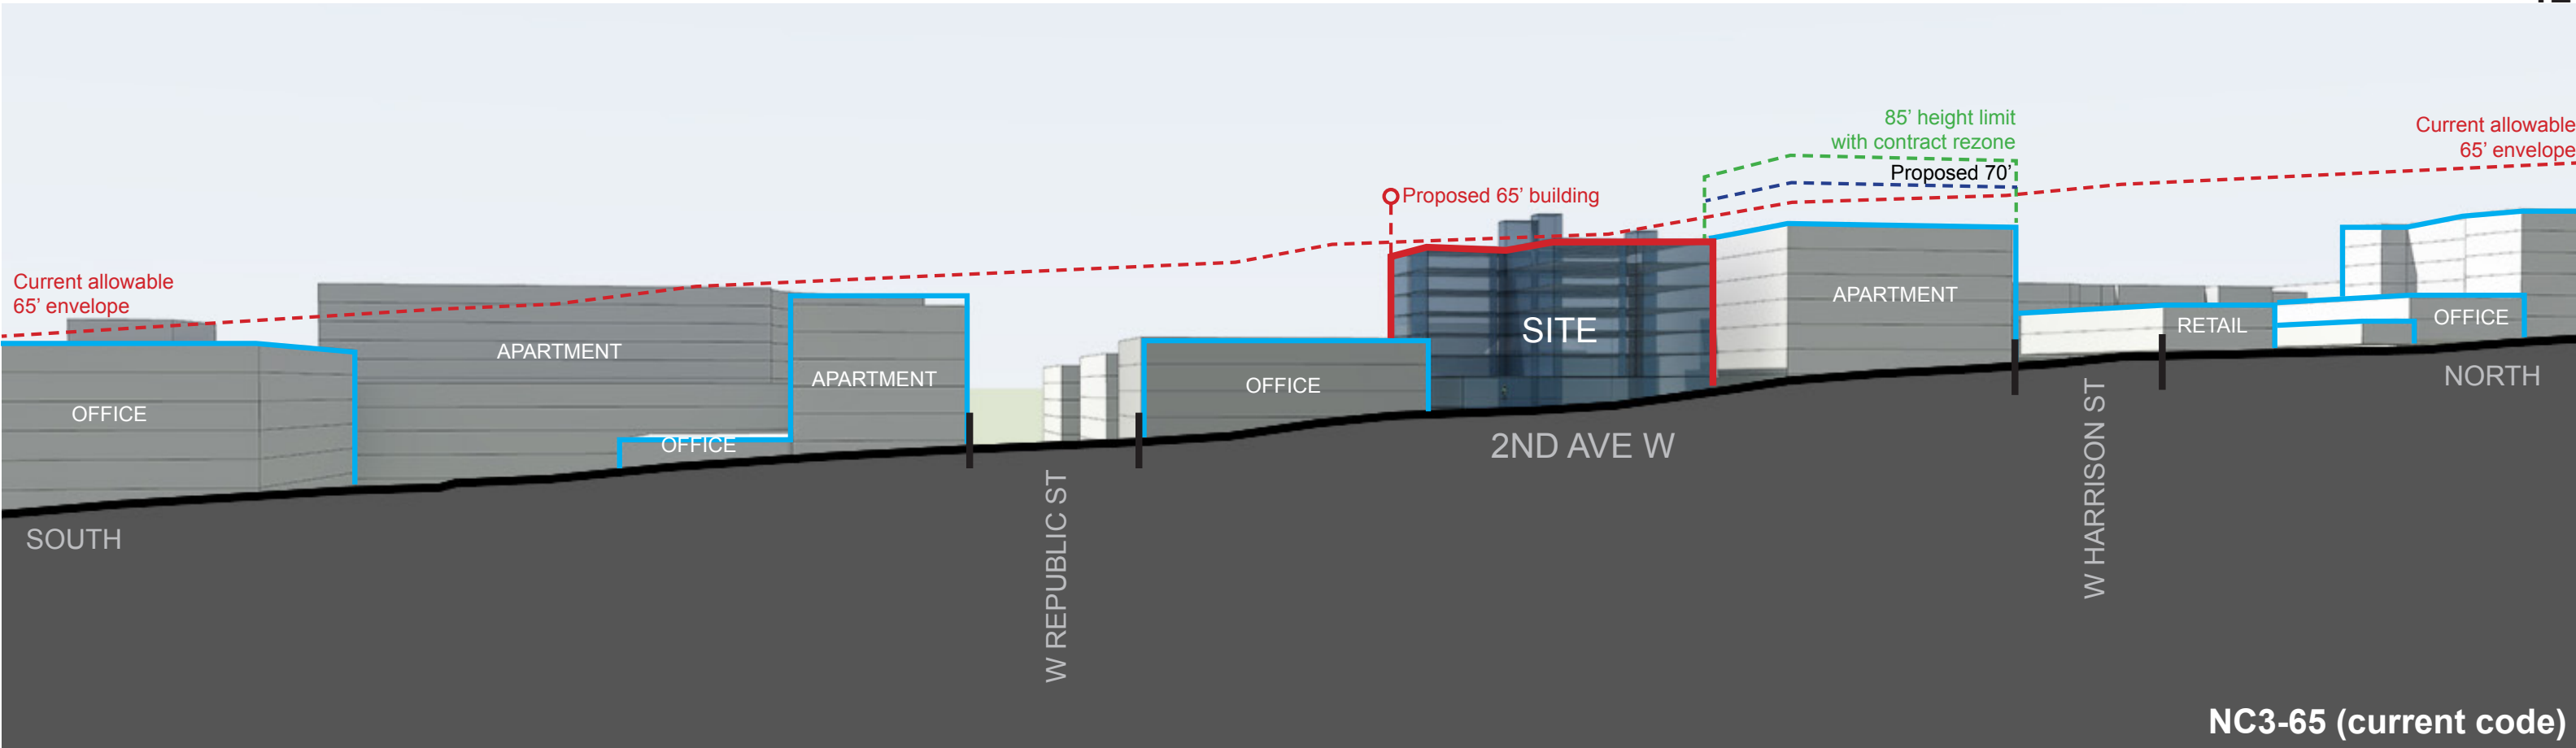 85’ height limit
with contract rezone
Current allowable
65’ envelope
Proposed 70’
Proposed 65’ building
Current allowable
65’ envelope
SITE
APARTMENT
RETAIL
OFFICE
APARTMENT
APARTMENT
OFFICE
OFFICE
OFFICE
NORTH
2ND AVE W
SOUTH
W REPUBLIC ST
W HARRISON ST
NC3-65 (current code)